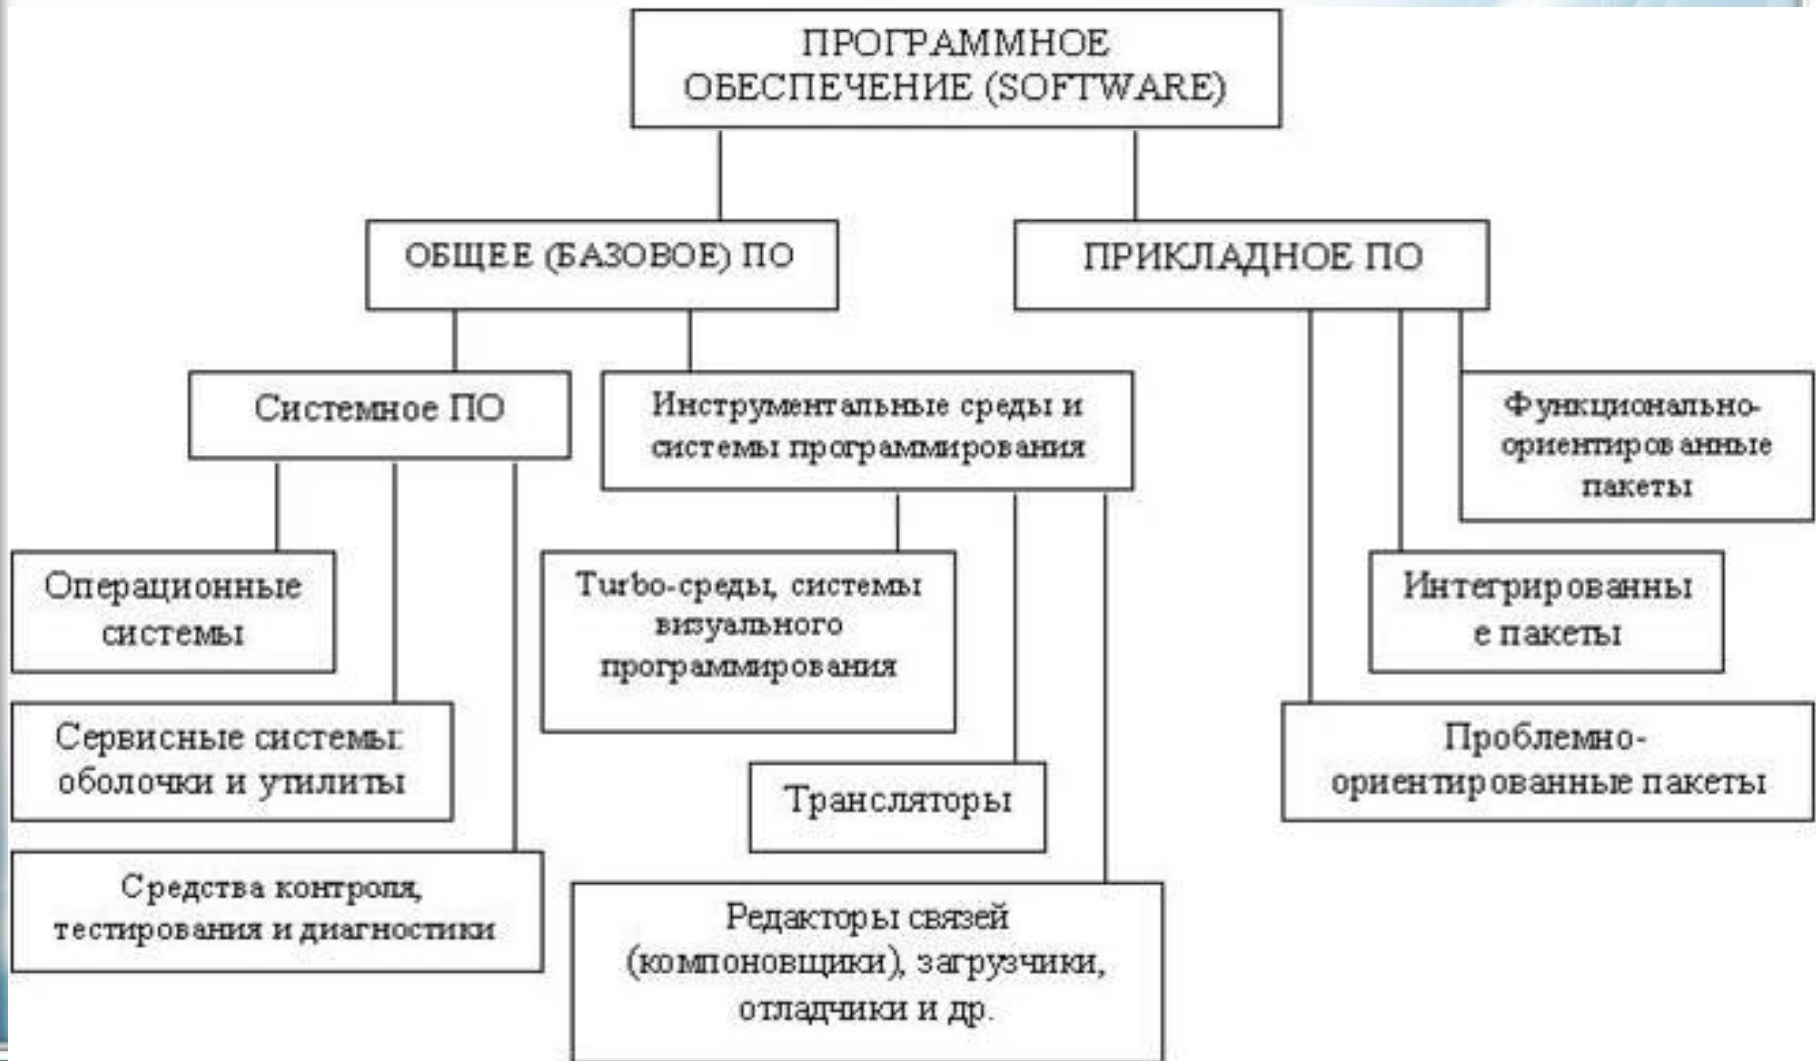 ПРОГРАММНОЕ
ОБЕСПЕЧЕНИЕ (SOFTWARE)
ОБЩЕЕ (БАЗОВОЕ) ПО
ПРИКЛАДНОЕ ПО
Системное ПО
Инструментальные среды и
системы программирования
Функционально-
ориентированные
пакеты
Операционные
системы
Turbo-среды, системы
визуального
программирования
Интегрированны
е пакеты
Сервисные системы:
оболочки и утилиты
Трансляторы
Проблемно-
ориентированные пакеты
Средства контроля,
тестирования и диагностики
Редакторы связей
(компоновщики), загрузчики,
отладчики и др.